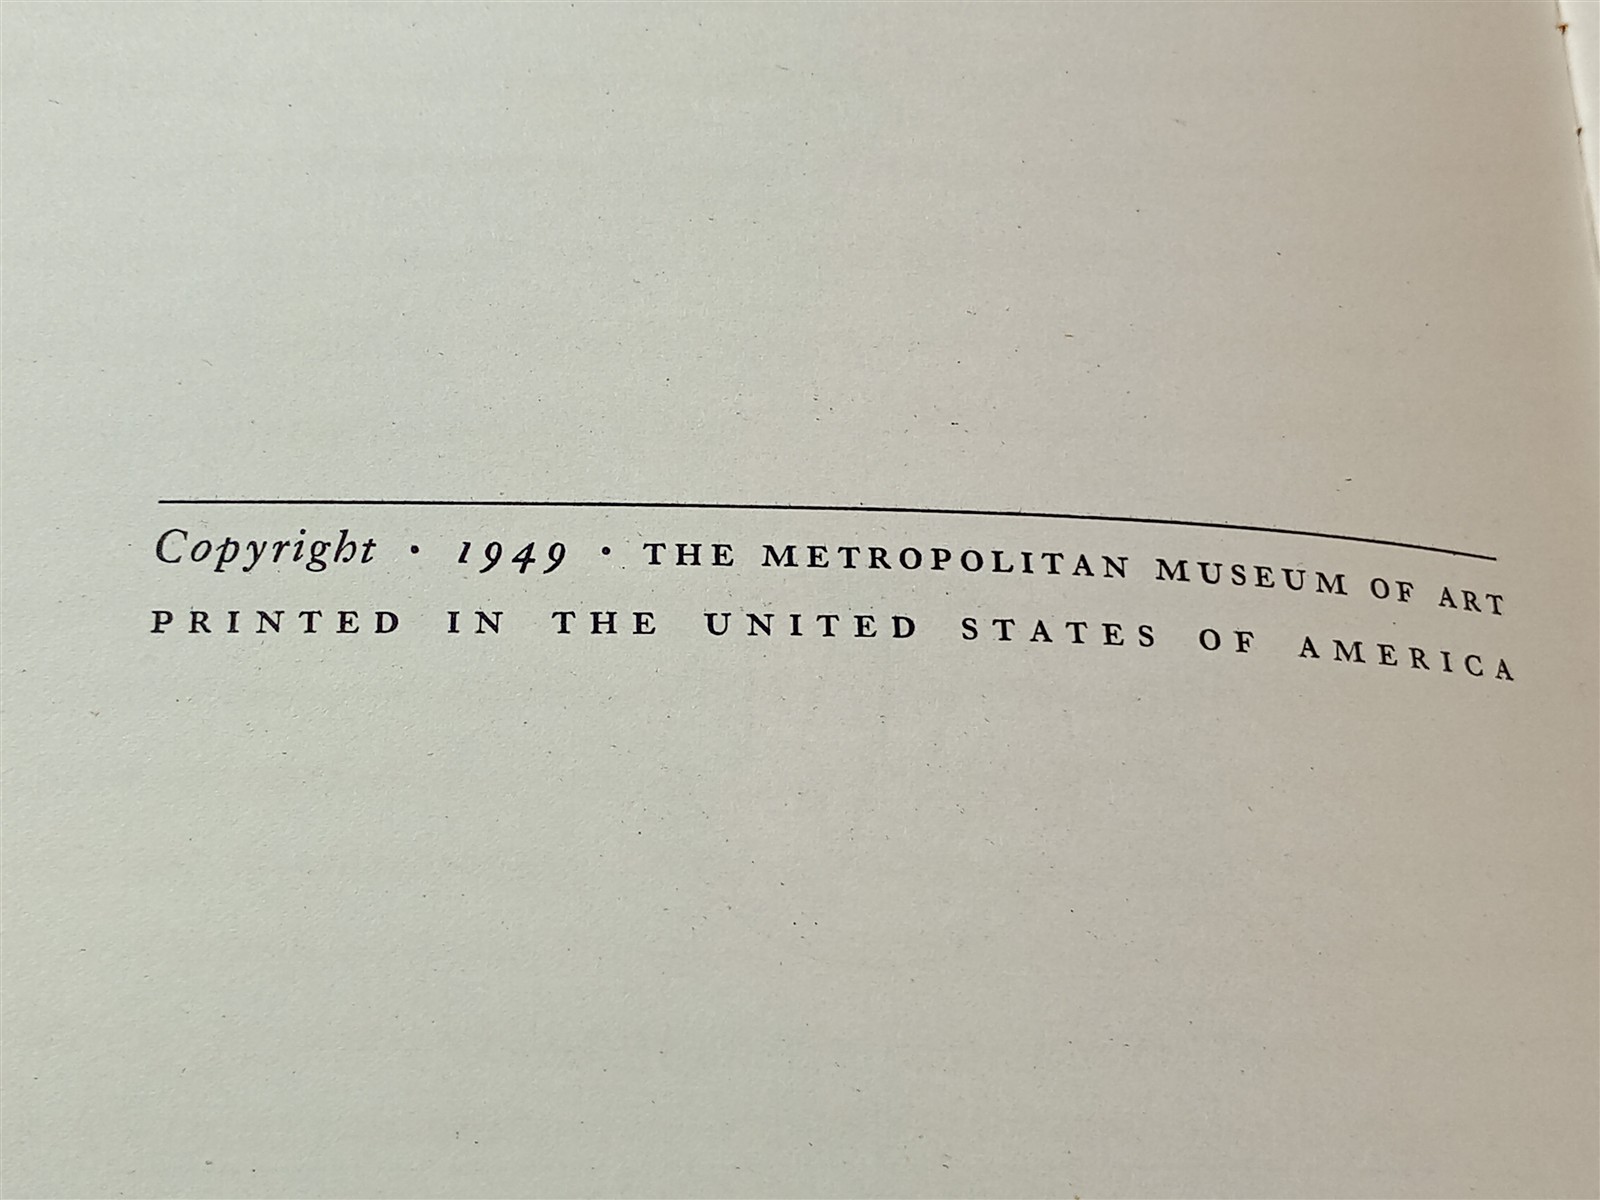 Copyright · 1949 · THE METROPOLITAN MUSEUM OF ART
PRINTED IN THE UNITED STATES OF AMERICA